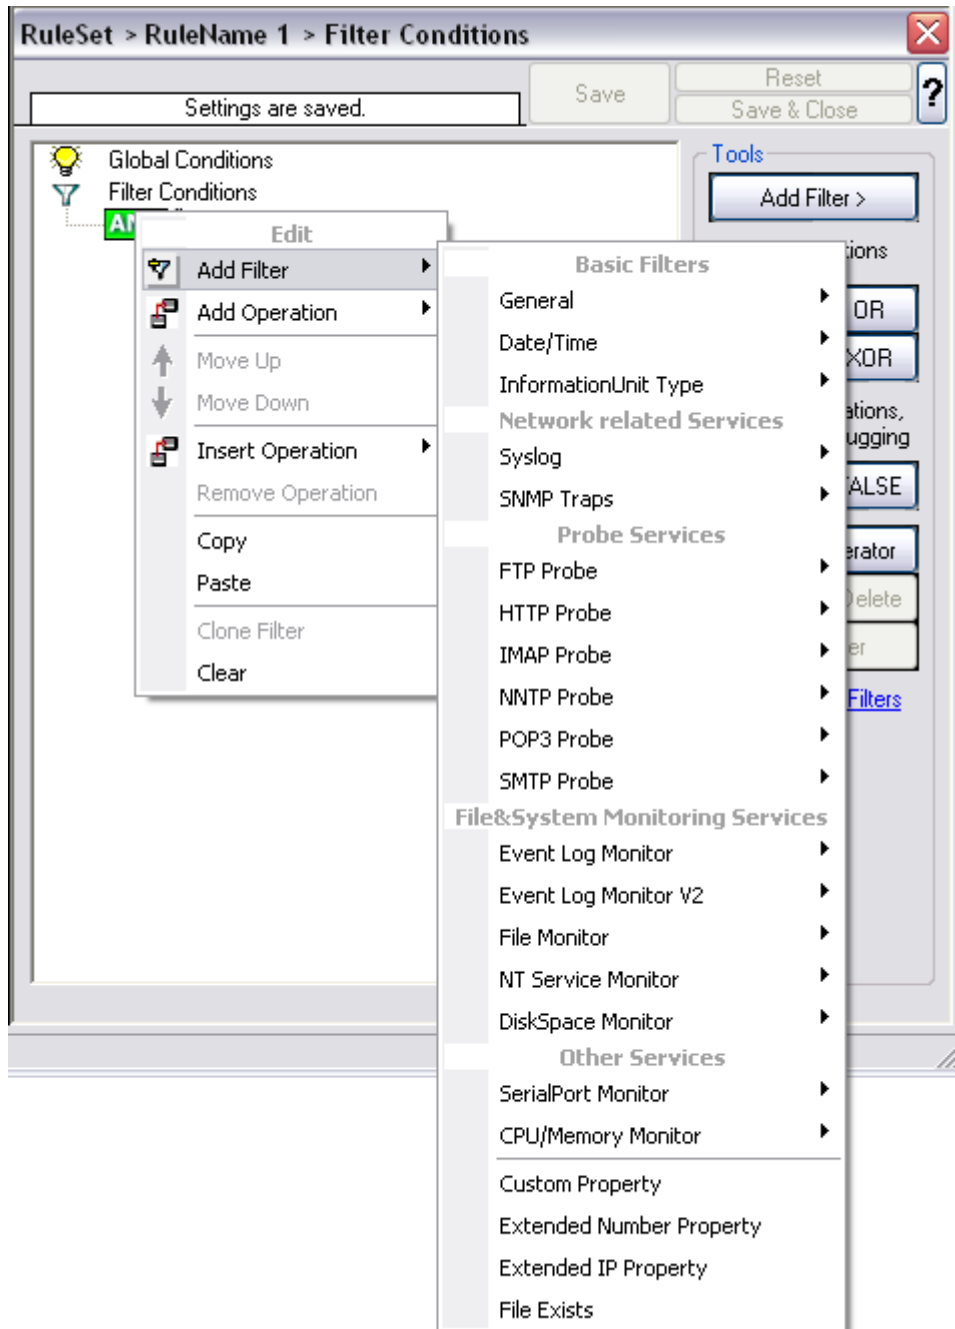 RuleSet > RuleName 1 > Filter Conditions
Settings are saved.
Save
Reset
Save & Close
?
Global Conditions
Filter Conditions
Tools
Add Filter >
OR
XOR
Filters
Edit
Add Filter
Add Operation
Move Up
Move Down
Insert Operation
Remove Operation
Copy
Paste
Clone Filter
Clear
Basic Filters
General
Date/Time
InformationUnit Type
Network related Services
Syslog
SNMP Traps
Probe Services
FTP Probe
HTTP Probe
IMAP Probe
NNTP Probe
POP3 Probe
SMTP Probe
File&System Monitoring Services
Event Log Monitor
Event Log Monitor V2
File Monitor
NT Service Monitor
DiskSpace Monitor
Other Services
SerialPort Monitor
CPU/Memory Monitor
Custom Property
Extended Number Property
Extended IP Property
File Exists